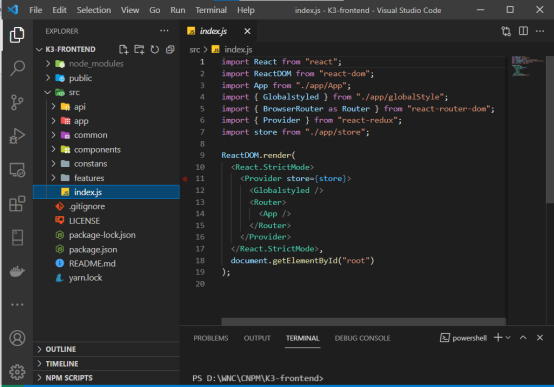 File Edit Selection View Go Run Terminal Help index.js - K3-frontend - Visual Studio Code
EXPLORER
K3-FRONTEND
node_modules
public
src
api
app
common
components
constans
features
index.js
.gitignore
LICENSE
package-lock.json
package.json
README.md
yarn.lock
OUTLINE
TIMELINE
NPM SCRIPTS
index.js
src > index.js
1 import React from "react";
2 import ReactDOM from "react-dom";
3 import App from "./app/App";
4 import { Globalstyled } from "./app/globalStyle";
5 import { BrowserRouter as Router } from "react-router-dom";
6 import { Provider } from "react-redux";
7 import store from "./app/store";
8
9 ReactDOM.render(
10 <React.StrictMode>
11 <Provider store={store}>
12 <Globalstyled />
13 <Router>
14 <App />
15 </Router>
16 </Provider>
17 </React.StrictMode>,
18 document.getElementById("root")
19 );
20
PROBLEMS OUTPUT TERMINAL DEBUG CONSOLE powershell
PS D:\WNC\CNPM\K3-frontend>